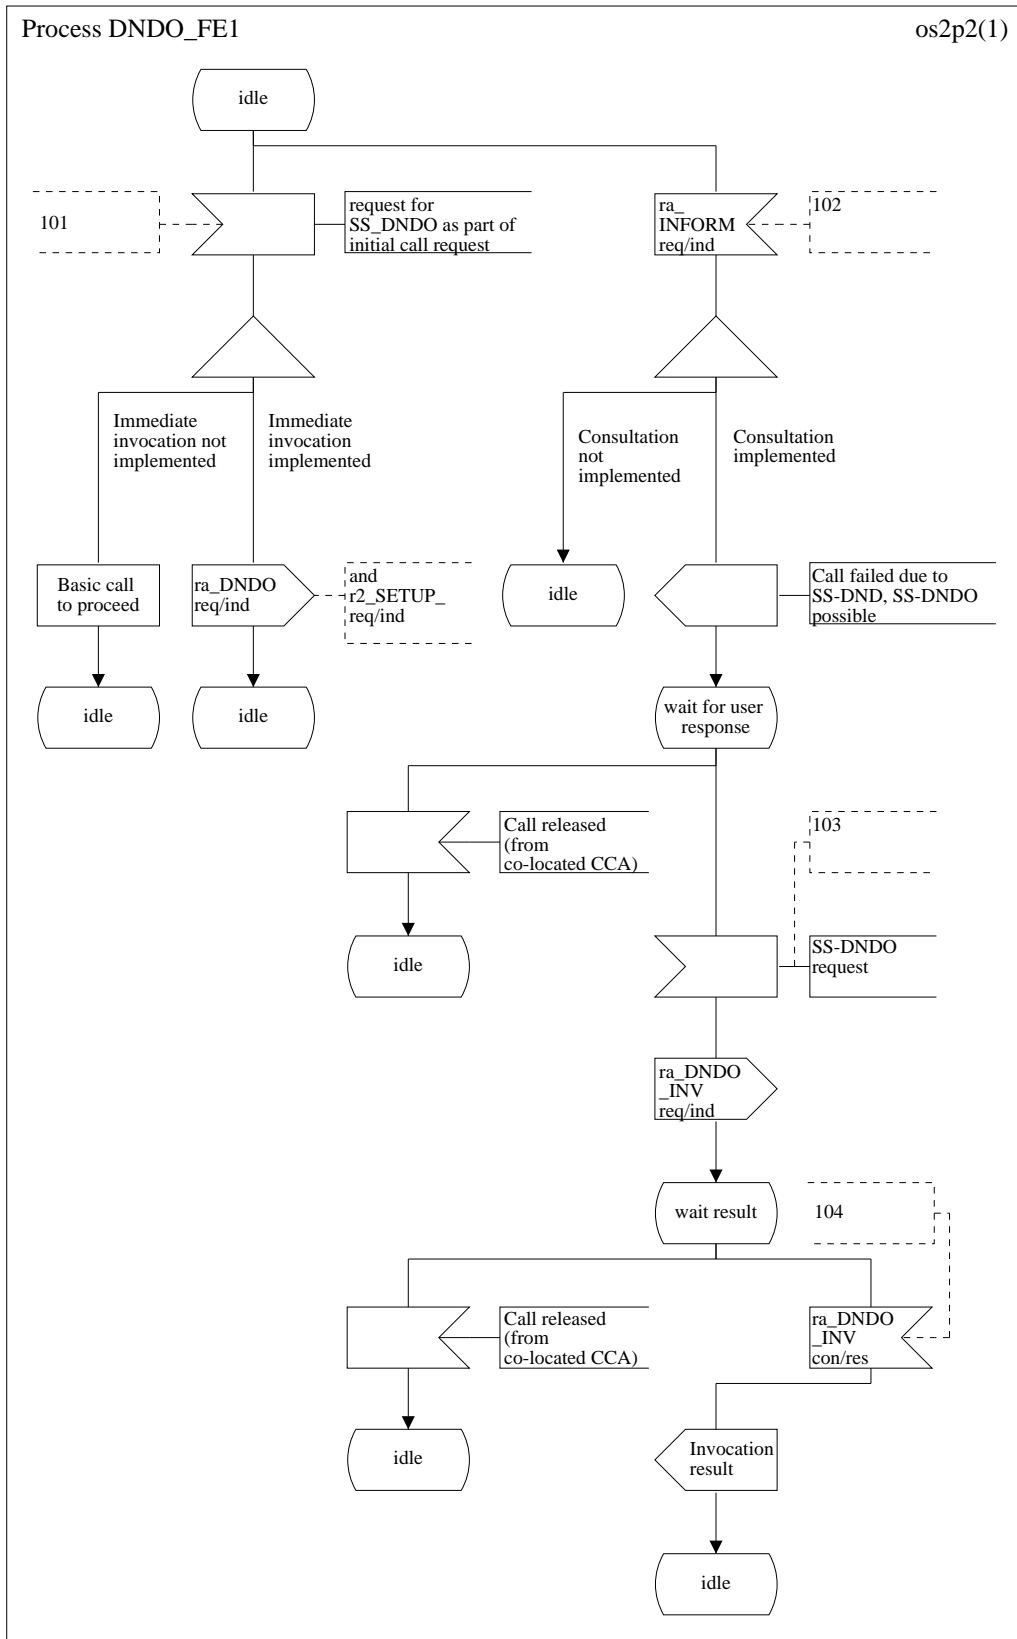 Process DNDO_FE1
os2p2(1)
idle
101
request for
SS_DNDO as part of
initial call request
ra_
INFORM
req/ind
102
Immediate
invocation not
implemented
Immediate
invocation
implemented
Consultation
not
implemented
Consultation
implemented
Basic call
to proceed
ra_DNDO
req/ind
and
r2_SETUP_
req/ind
idle
Call failed due to
SS-DND, SS-DNDO
possible
idle
idle
wait for user
response
Call released
(from
co-located CCA)
103
idle
SS-DNDO
request
ra_DNDO
_INV
req/ind
wait result
104
Call released
(from
co-located CCA)
ra_DNDO
_INV
con/res
idle
Invocation
result
idle